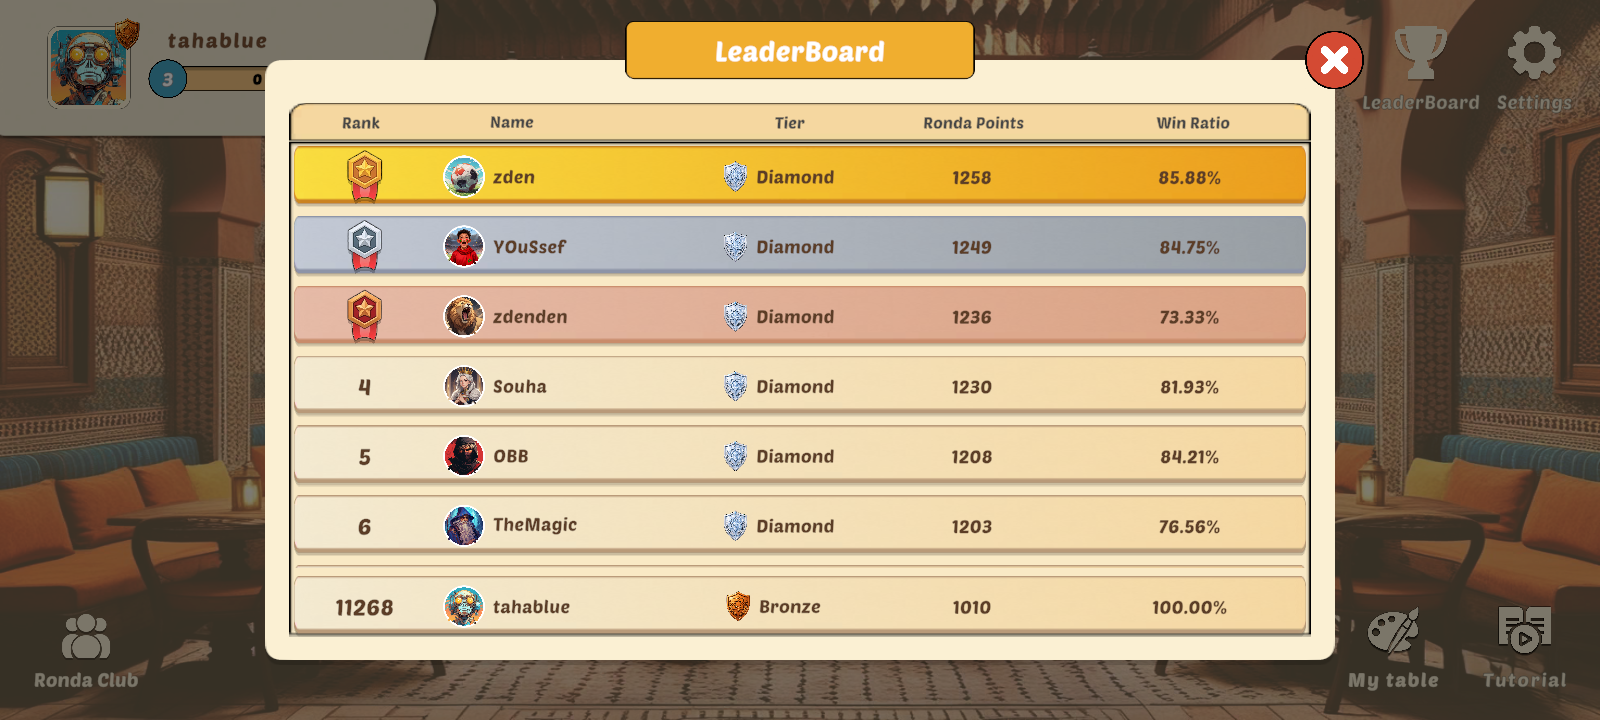 tahablue
3
0
LeaderBoard
LeaderBoard
Settings
Rank Name Tier Ronda Points Win Ratio
zden Diamond 1258 85.88%
YOuSsef Diamond 1249 84.75%
zdenden Diamond 1236 73.33%
4 Souha Diamond 1230 81.93%
5 OBB Diamond 1208 84.21%
6 TheMagic Diamond 1203 76.56%
11268 tahablue Bronze 1010 100.00%
Ronda Club
My table
Tutorial